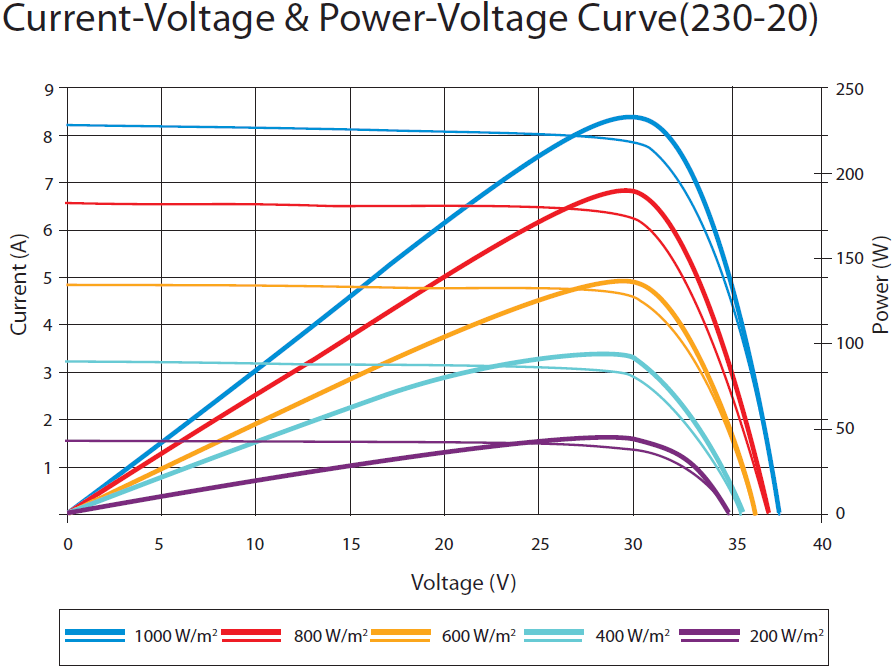 Current-Voltage & Power-Voltage Curve(230-20)
9
8
7
6
5
4
3
2
1
Current (A)
250
200
150
100
50
0
Power (W)
0 5 10 15 20 25 30 35 40
Voltage (V)
1000 W/m² 800 W/m² 600 W/m² 400 W/m² 200 W/m²